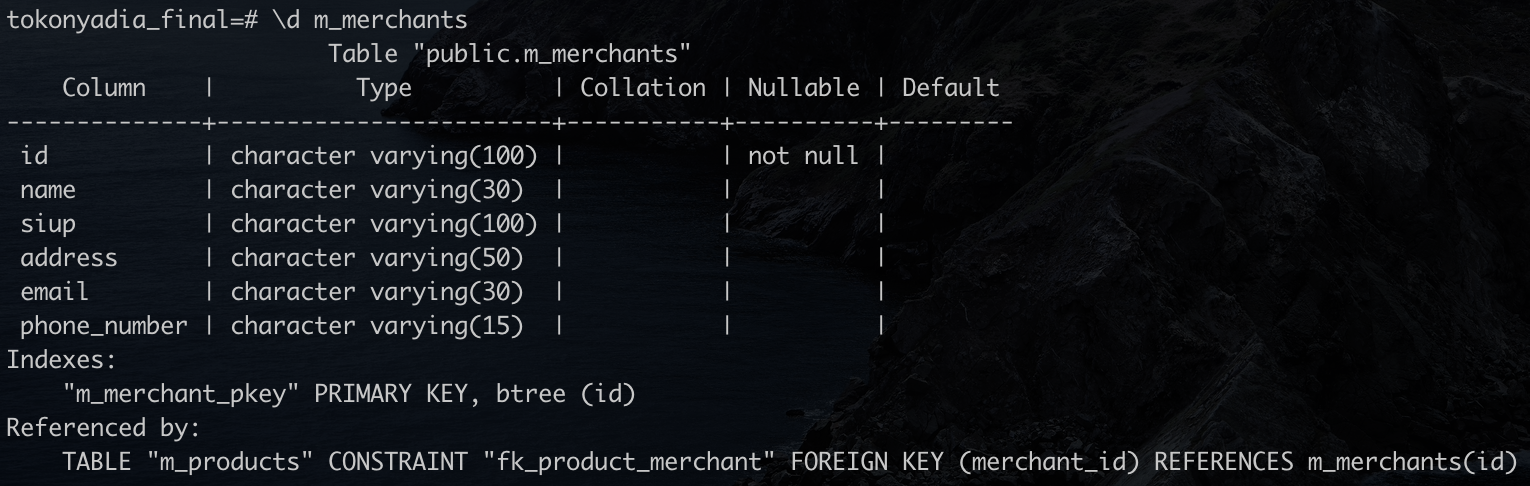 tokonyadia_final=# \d m_merchants
                       Table "public.m_merchants"
    Column    |          Type          | Collation | Nullable | Default
--------------+------------------------+-----------+----------+---------
 id           | character varying(100) |           | not null |
 name         | character varying(30)  |           |          |
 siup         | character varying(100) |           |          |
 address      | character varying(50)  |           |          |
 email        | character varying(30)  |           |          |
 phone_number | character varying(15)  |           |          |
Indexes:
    "m_merchant_pkey" PRIMARY KEY, btree (id)
Referenced by:
    TABLE "m_products" CONSTRAINT "fk_product_merchant" FOREIGN KEY (merchant_id) REFERENCES m_merchants(id)